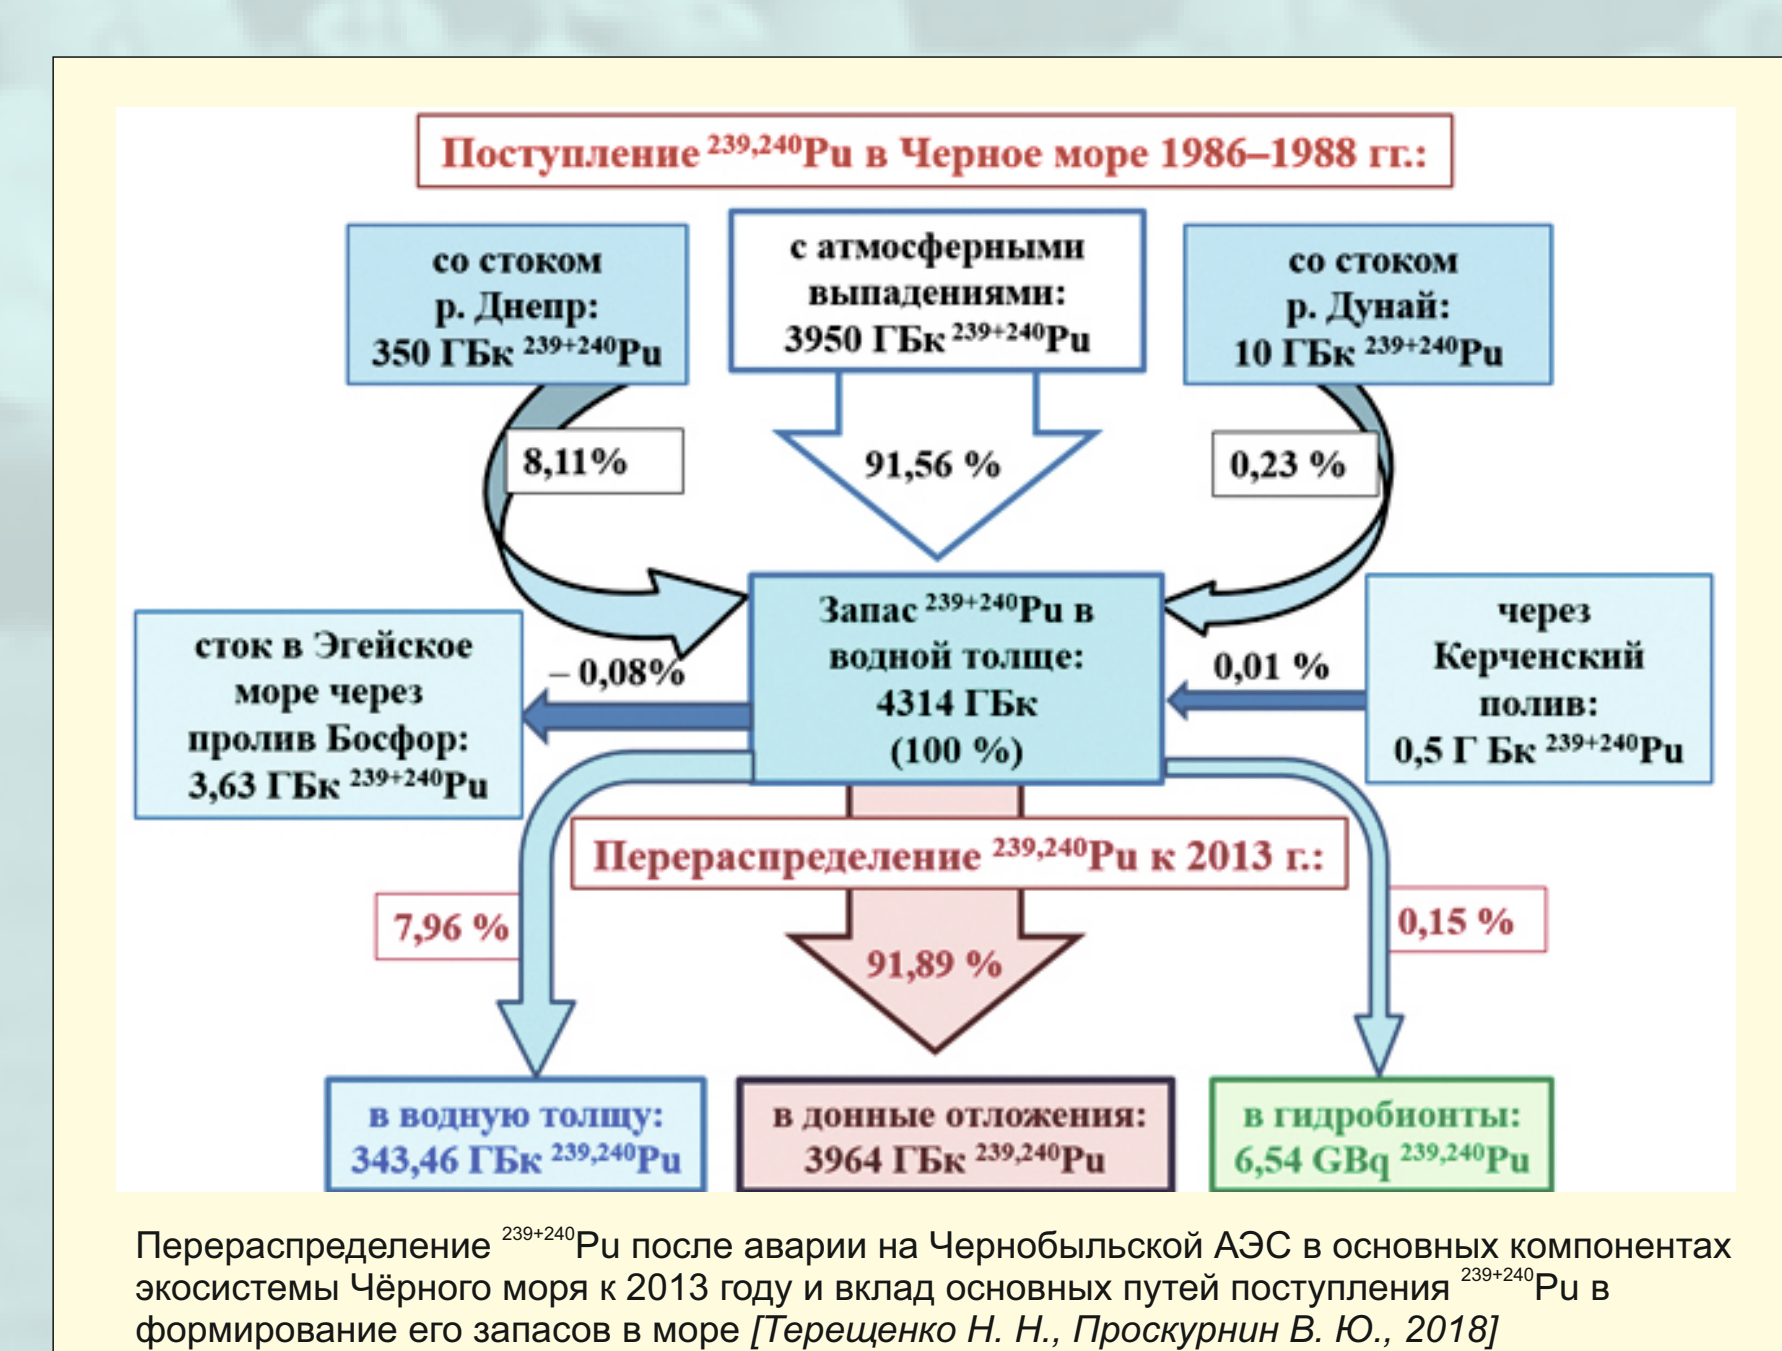 Поступление 239,240Pu в Черное море 1986–1988 гг.:
со стоком
р. Днепр:
350 ГБк 239+240Pu
с атмосферными
выпадениями:
3950 ГБк 239+240Pu
со стоком
р. Дунай:
10 ГБк 239+240Pu
8,11%
91,56 %
0,23 %
сток в Эгейское
море через
пролив Босфор:
3,63 ГБк 239+240Pu
– 0,08%
Запас 239+240Pu в
водной толще:
4314 ГБк
(100 %)
0,01 %
через
Керченский
полив:
0,5 Г Бк 239+240Pu
Перераспределение 239,240Pu к 2013 г.:
7,96 %
91,89 %
0,15 %
в водную толщу:
343,46 ГБк 239,240Pu
в донные отложения:
3964 ГБк 239,240Pu
в гидробионты:
6,54 GBq 239,240Pu
Перераспределение 239+240Pu после аварии на Чернобыльской АЭС в основных компонентах
экосистемы Чёрного моря к 2013 году и вклад основных путей поступления 239+240Pu в
формирование его запасов в море [Терещенко Н. Н., Проскурнин В. Ю., 2018]